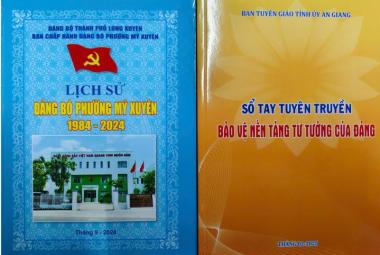 ĐẢNG BỘ THÀNH PHỐ LONG XUYÊN
BAN CHẤP HÀNH ĐẢNG BỘ PHƯỜNG MỸ XUYÊN
LỊCH SỬ
ĐẢNG BỘ PHƯỜNG MỸ XUYÊN
1984 - 2024
Tháng 9 - 2024
BAN TUYÊN GIÁO TỈNH ỦY AN GIANG
SỔ TAY TUYÊN TRUYỀN
BẢO VỆ NỀN TẢNG TƯ TƯỞNG CỦA ĐẢNG